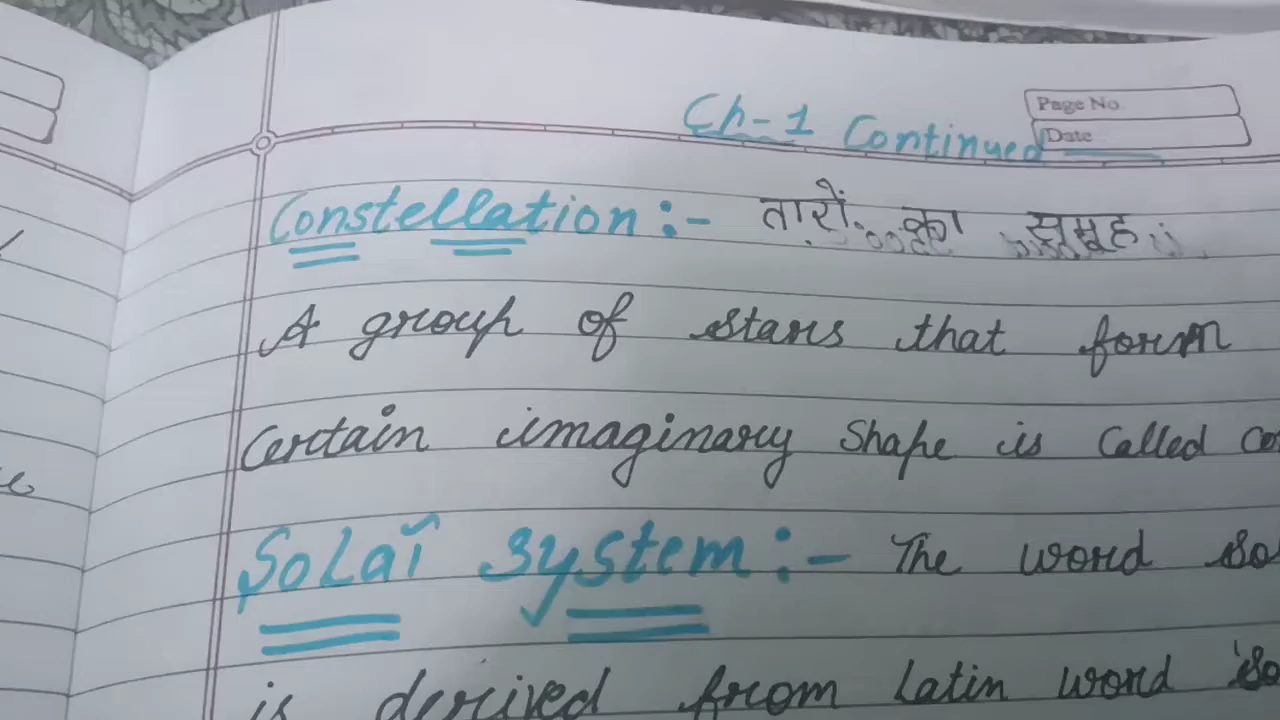 Page No.
Date
Ch-1 Continued
Constellation :- तारों का समूह
A group of stars that form
Certain imaginary shape is called
Solar System :- The word
is derived from Latin word